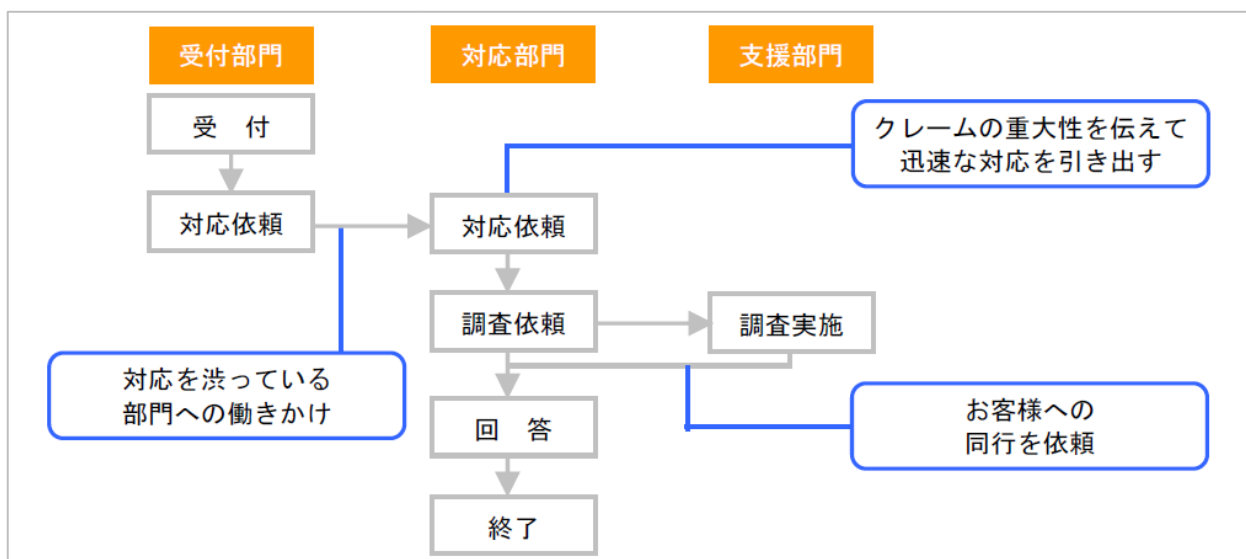 受付部門
対応部門
支援部門
受　付
クレームの重大性を伝えて
迅速な対応を引き出す
対応依頼
対応依頼
調査依頼
調査実施
対応を渋っている
部門への働きかけ
回　答
お客様への
同行を依頼
終了